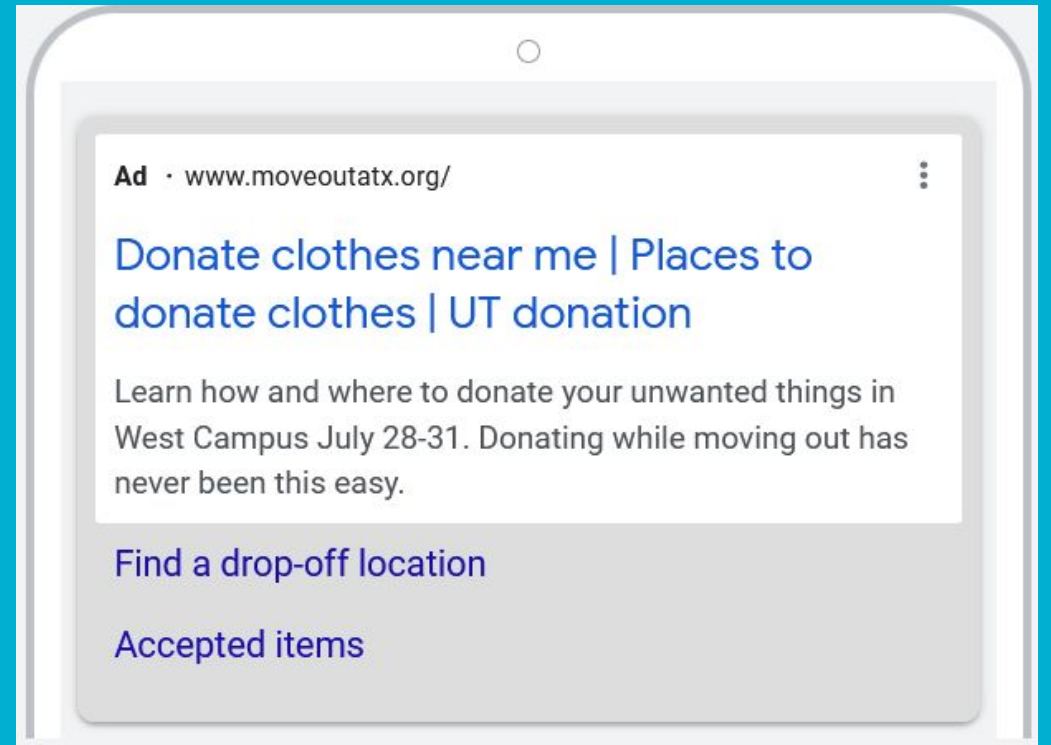 Ad · www.moveoutatx.org/
Donate clothes near me | Places to
donate clothes | UT donation
Learn how and where to donate your unwanted things in
West Campus July 28-31. Donating while moving out has
never been this easy.
Find a drop-off location
Accepted items